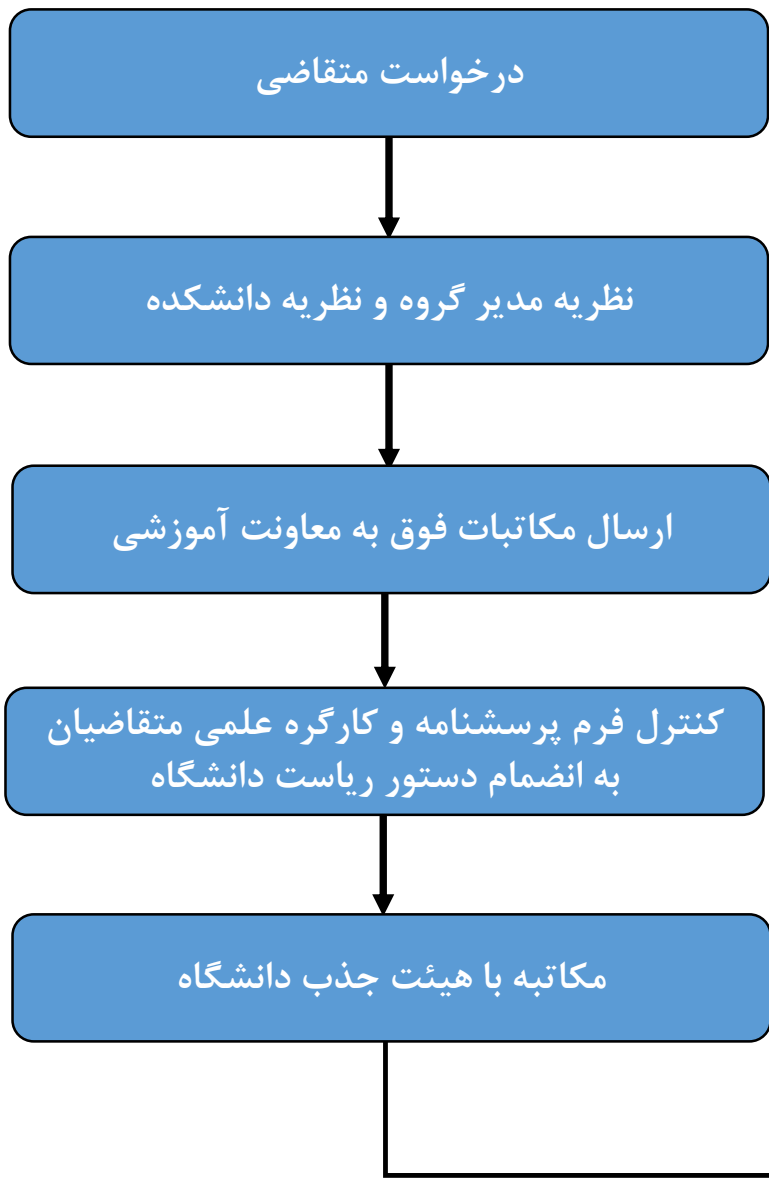 درخواست متقاضی
نظریه مدیر گروه و نظریه دانشکده
ارسال مکاتبات فوق به معاونت آموزشی
کنترل فرم پرسشنامه و کارگره علمی متقاضیان
به انضمام دستور ریاست دانشگاه
مکاتبه با هیئت جذب دانشگاه